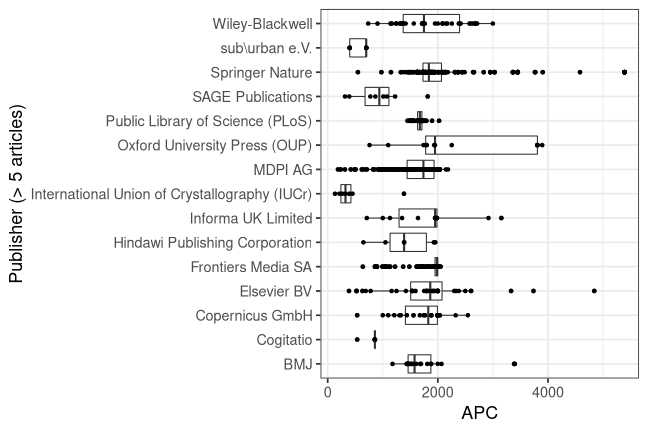 Publisher (> 5 articles)
Wiley-Blackwell
sub\urban e.V.
Springer Nature
SAGE Publications
Public Library of Science (PLoS)
Oxford University Press (OUP)
MDPI AG
International Union of Crystallography (IUCr)
Informa UK Limited
Hindawi Publishing Corporation
Frontiers Media SA
Elsevier BV
Copernicus GmbH
Cogitatio
BMJ
0 2000 4000
APC